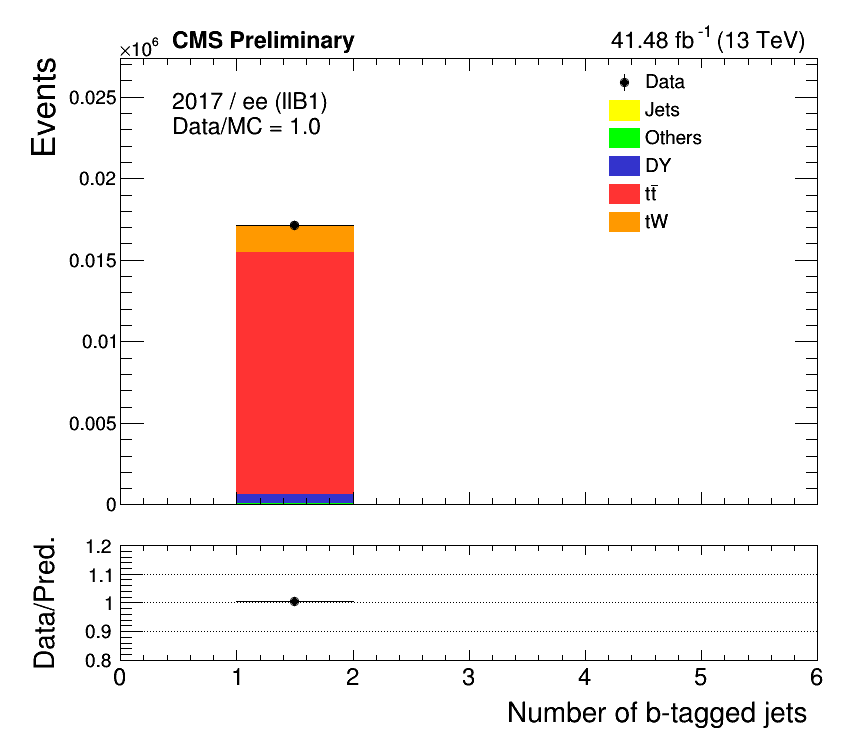 ×10⁶ CMS Preliminary 41.48 fb⁻¹ (13 TeV)
Events
2017 / ee (llB1)
Data/MC = 1.0
Data
Jets
Others
DY
tt̄
tW
0.025
0.02
0.015
0.01
0.005
0
Data/Pred.
1.2
1.1
1
0.9
0.8
0 1 2 3 4 5 6
Number of b-tagged jets